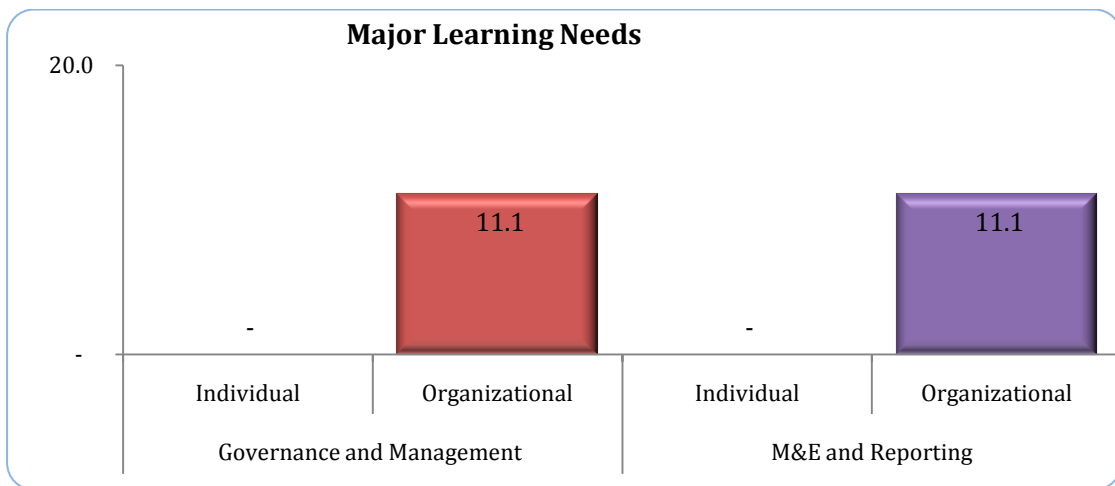 Major Learning Needs
20.0
11.1
11.1
-
-
-
Individual
Organizational
Individual
Organizational
Governance and Management
M&E and Reporting